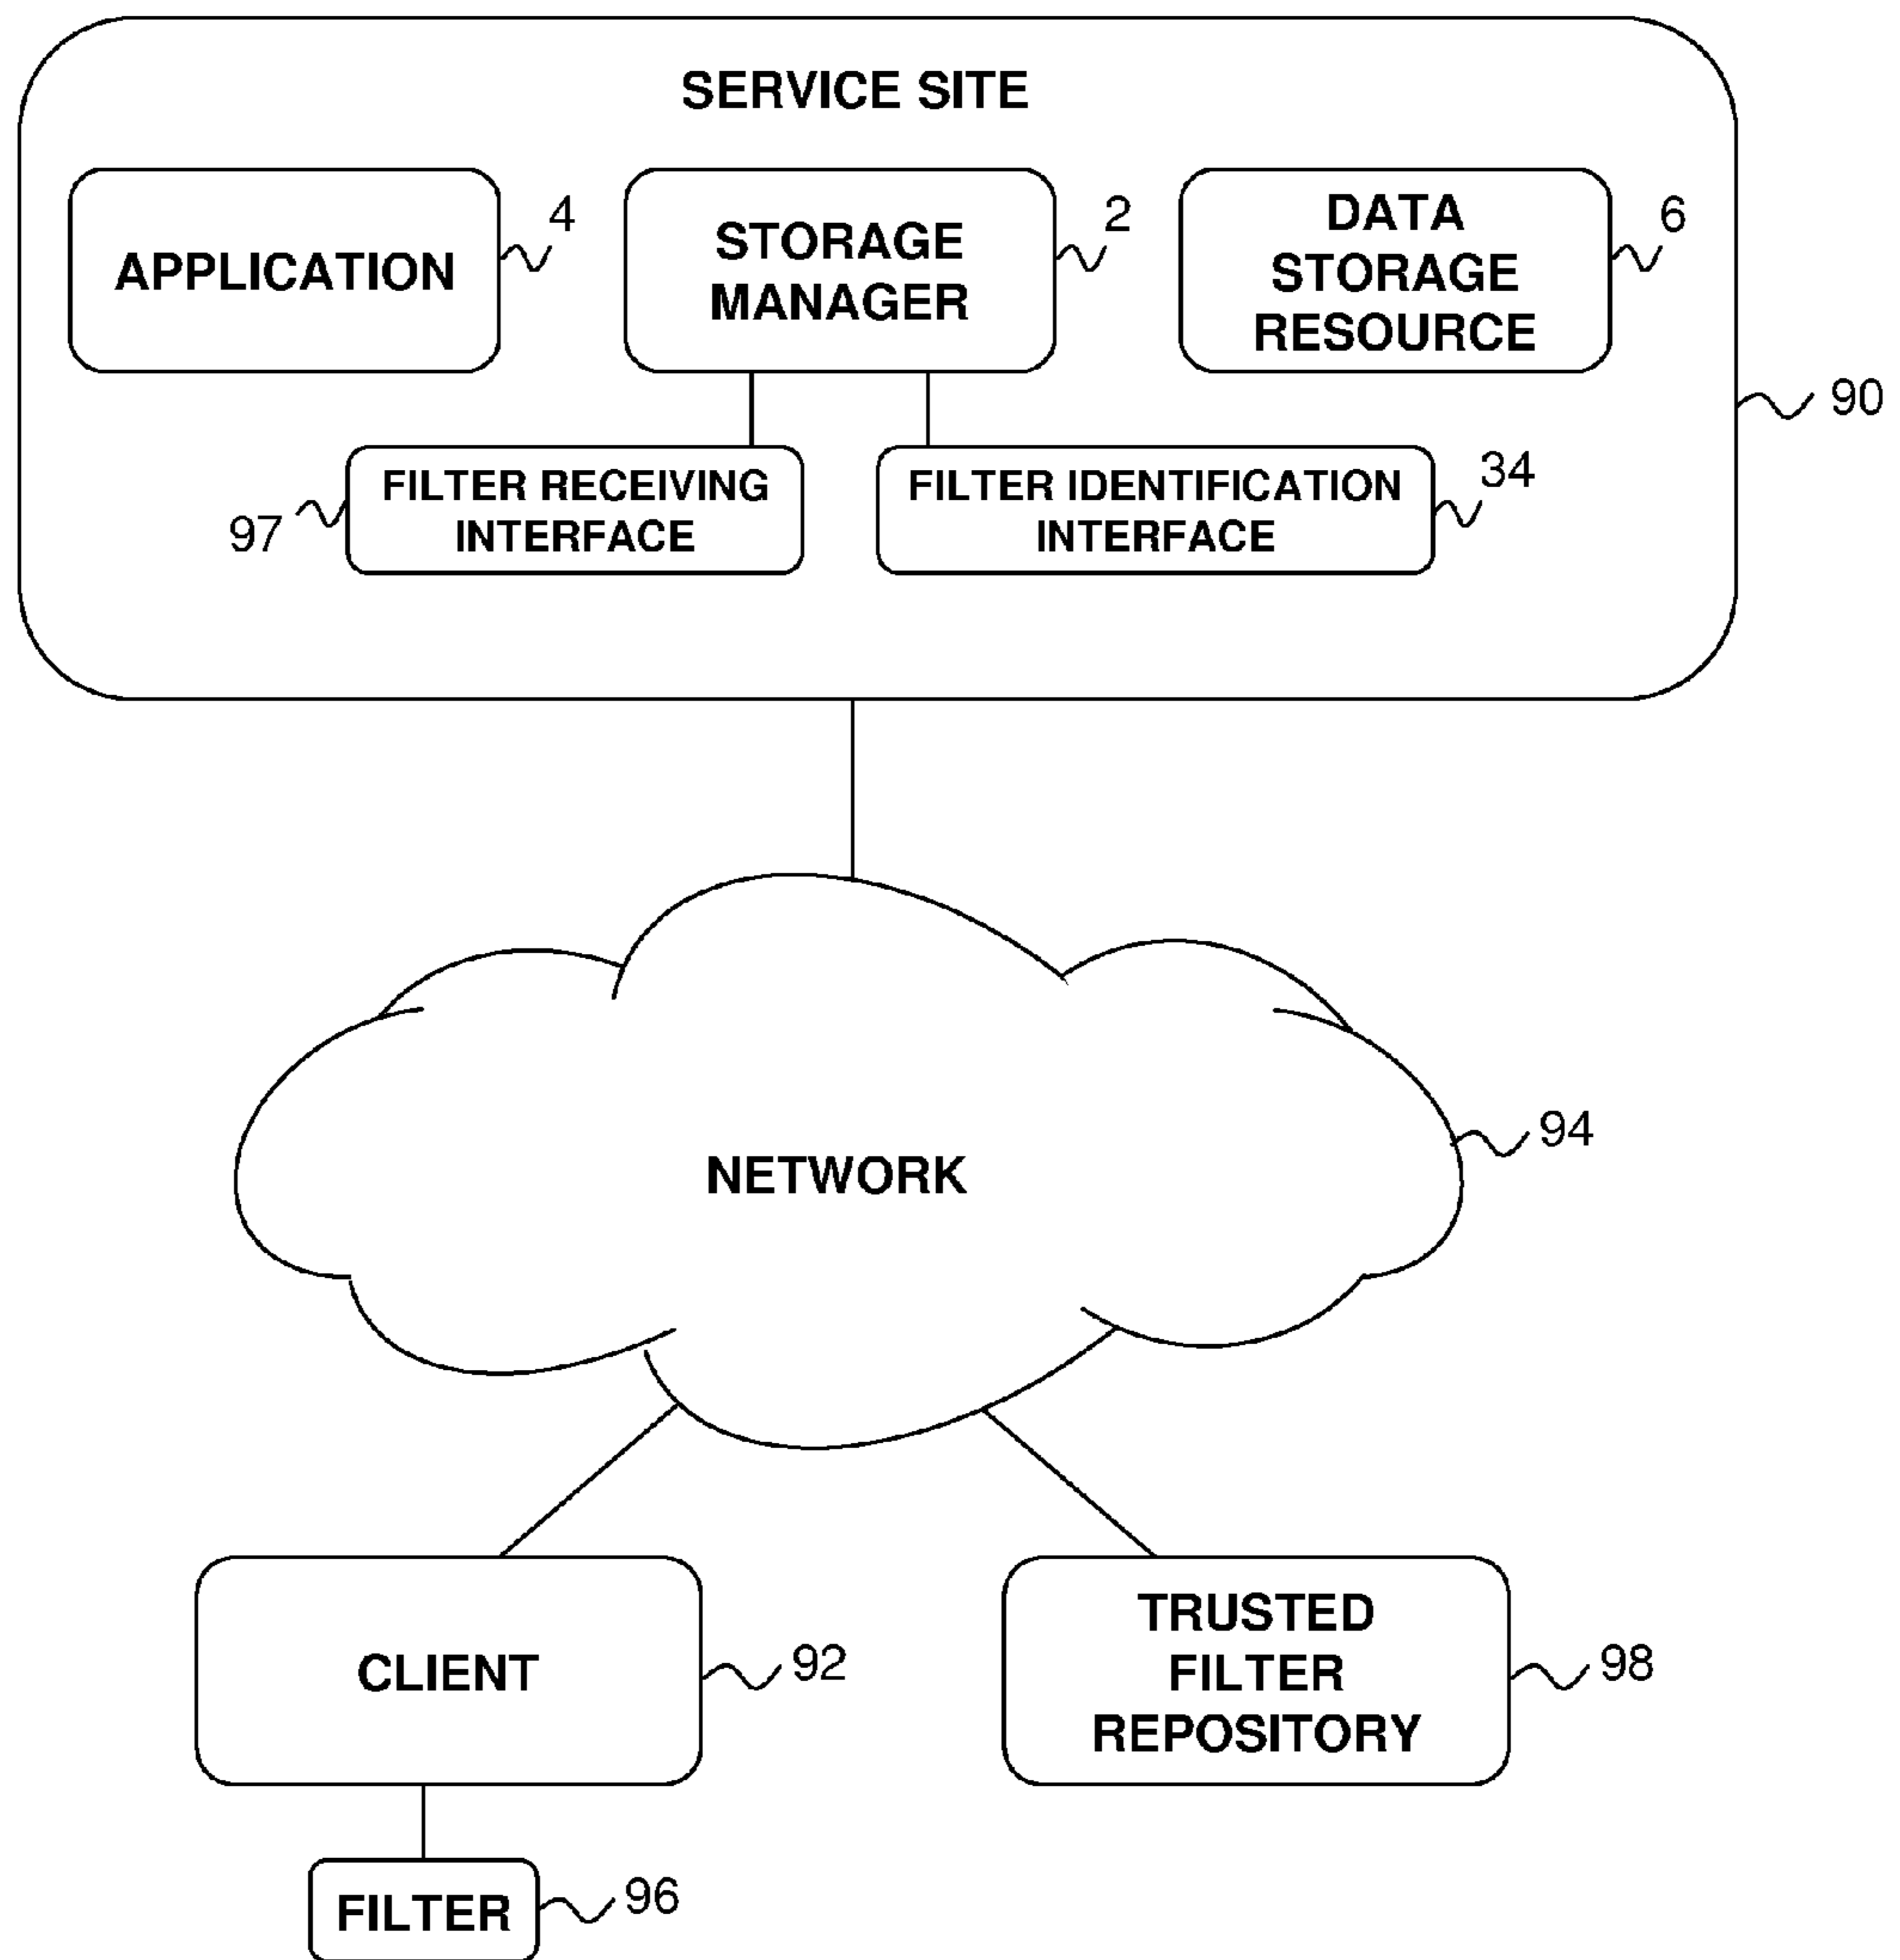 SERVICE SITE
APPLICATION
4
STORAGE
MANAGER
2
DATA
STORAGE
RESOURCE
6
90
FILTER RECEIVING
INTERFACE
97
FILTER IDENTIFICATION
INTERFACE
34
NETWORK
94
CLIENT
92
TRUSTED
FILTER
REPOSITORY
98
FILTER
96